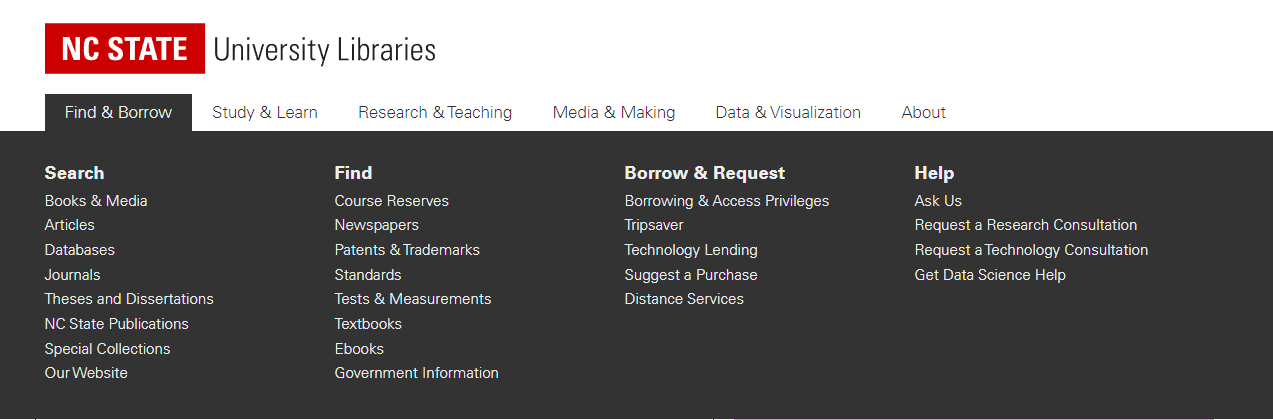 NC STATE University Libraries
Find & Borrow Study & Learn Research & Teaching Media & Making Data & Visualization About
Search
Books & Media
Articles
Databases
Journals
Theses and Dissertations
NC State Publications
Special Collections
Our Website
Find
Course Reserves
Newspapers
Patents & Trademarks
Standards
Tests & Measurements
Textbooks
Ebooks
Government Information
Borrow & Request
Borrowing & Access Privileges
Tripsaver
Technology Lending
Suggest a Purchase
Distance Services
Help
Ask Us
Request a Research Consultation
Request a Technology Consultation
Get Data Science Help